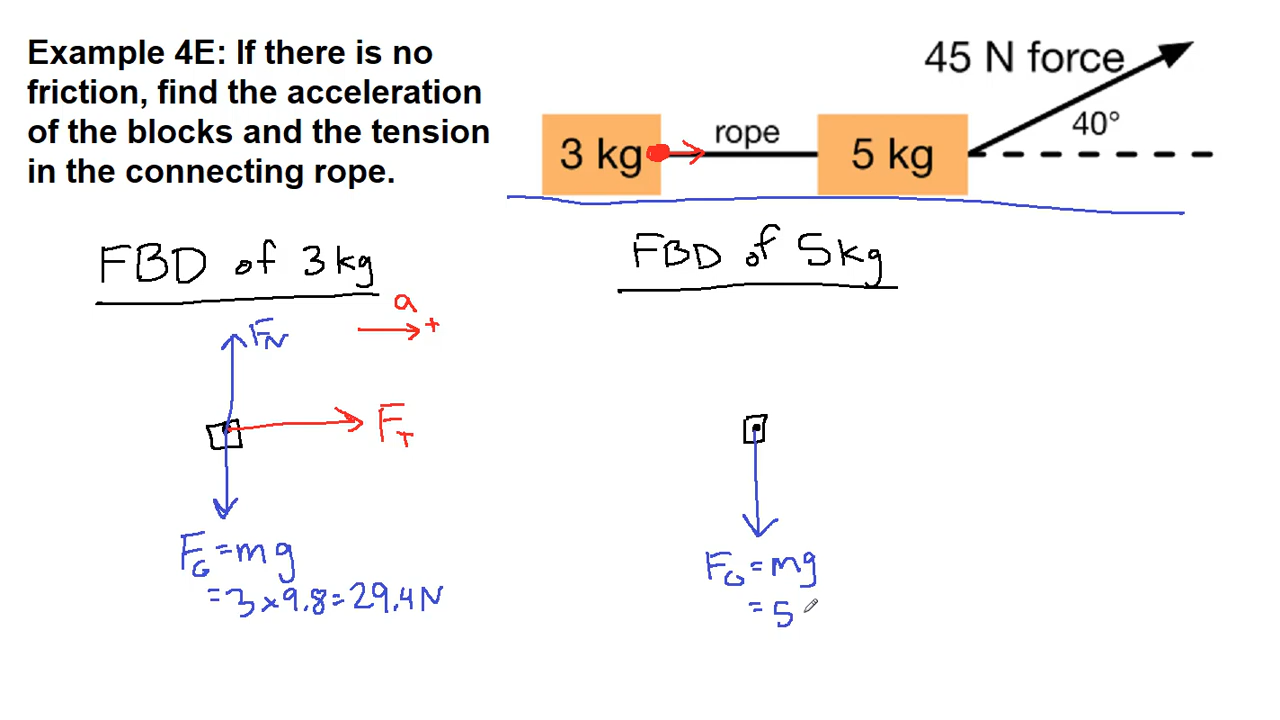 Example 4E: If there is no
friction, find the acceleration
of the blocks and the tension
in the connecting rope.
45 N force
40°
3 kg
rope
5 kg
FBD of 3kg
a
+
FN
FT
FG = mg
= 3 × 9.8 = 29.4N
FBD of 5kg
FG = mg
= 5